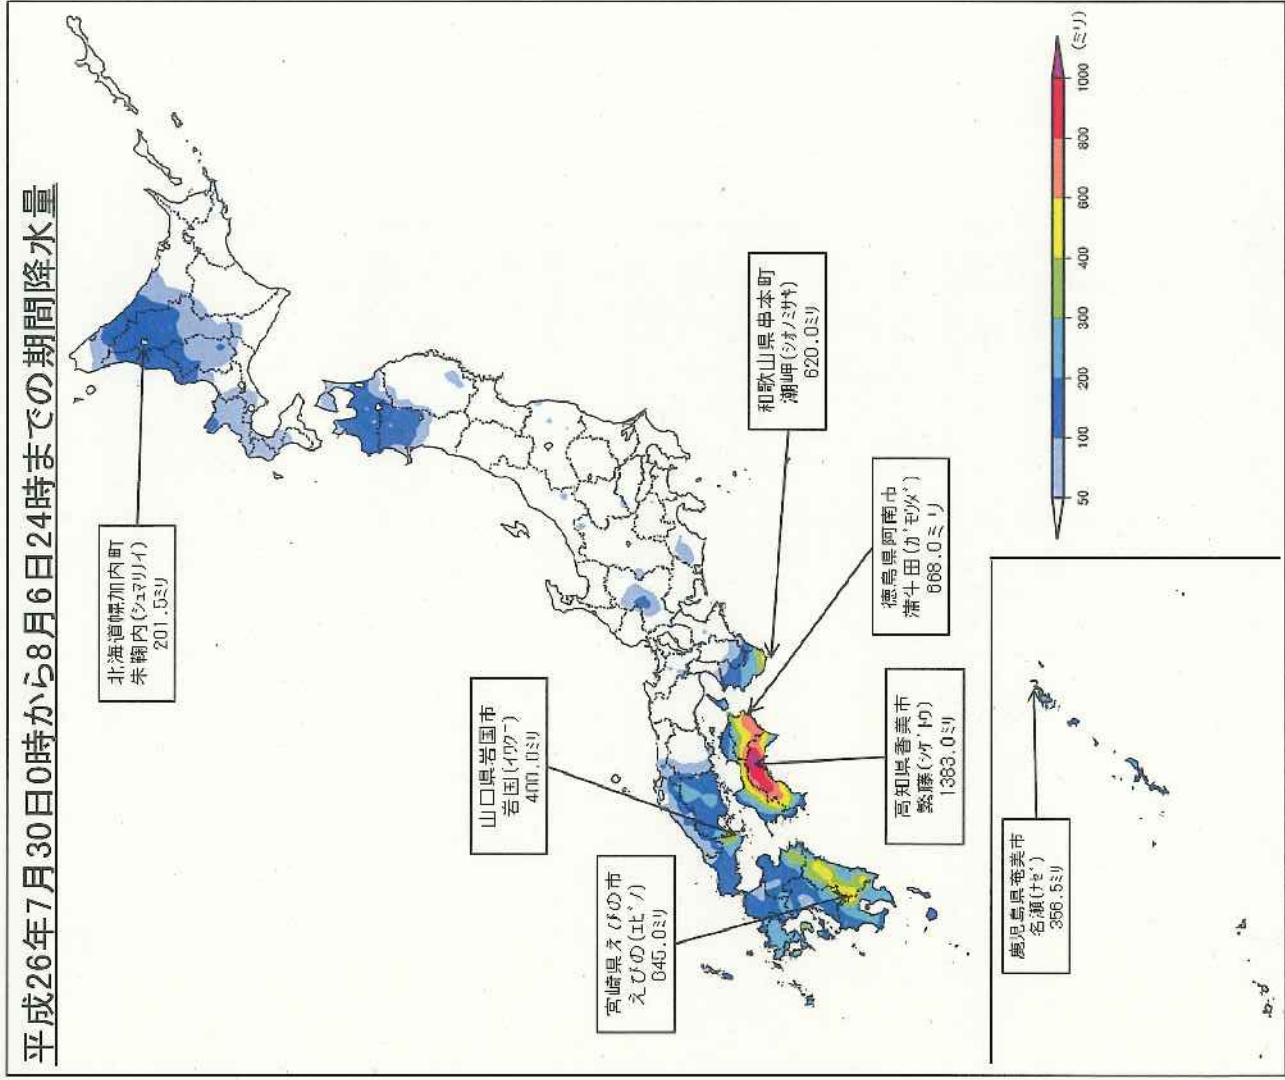 平成26年7月30日0時から8月6日24時までの期間降水量
北海道幌加内町
朱鞠内(シュマリナイ)
201.5ミリ
山口県岩国市
岩国(イワクニ)
400.0ミリ
宮崎県えびの市
えびの(エビノ)
645.0ミリ
和歌山県串本町
潮岬(シオノミサキ)
620.0ミリ
徳島県阿南市
蒲生田(ガモウダ)
668.0ミリ
高知県香美市
繁藤(シゲトウ)
1383.0ミリ
鹿児島県奄美市
名瀬(ナゼ)
356.5ミリ
50 100 200 300 400 600 800 1000 (ミリ)